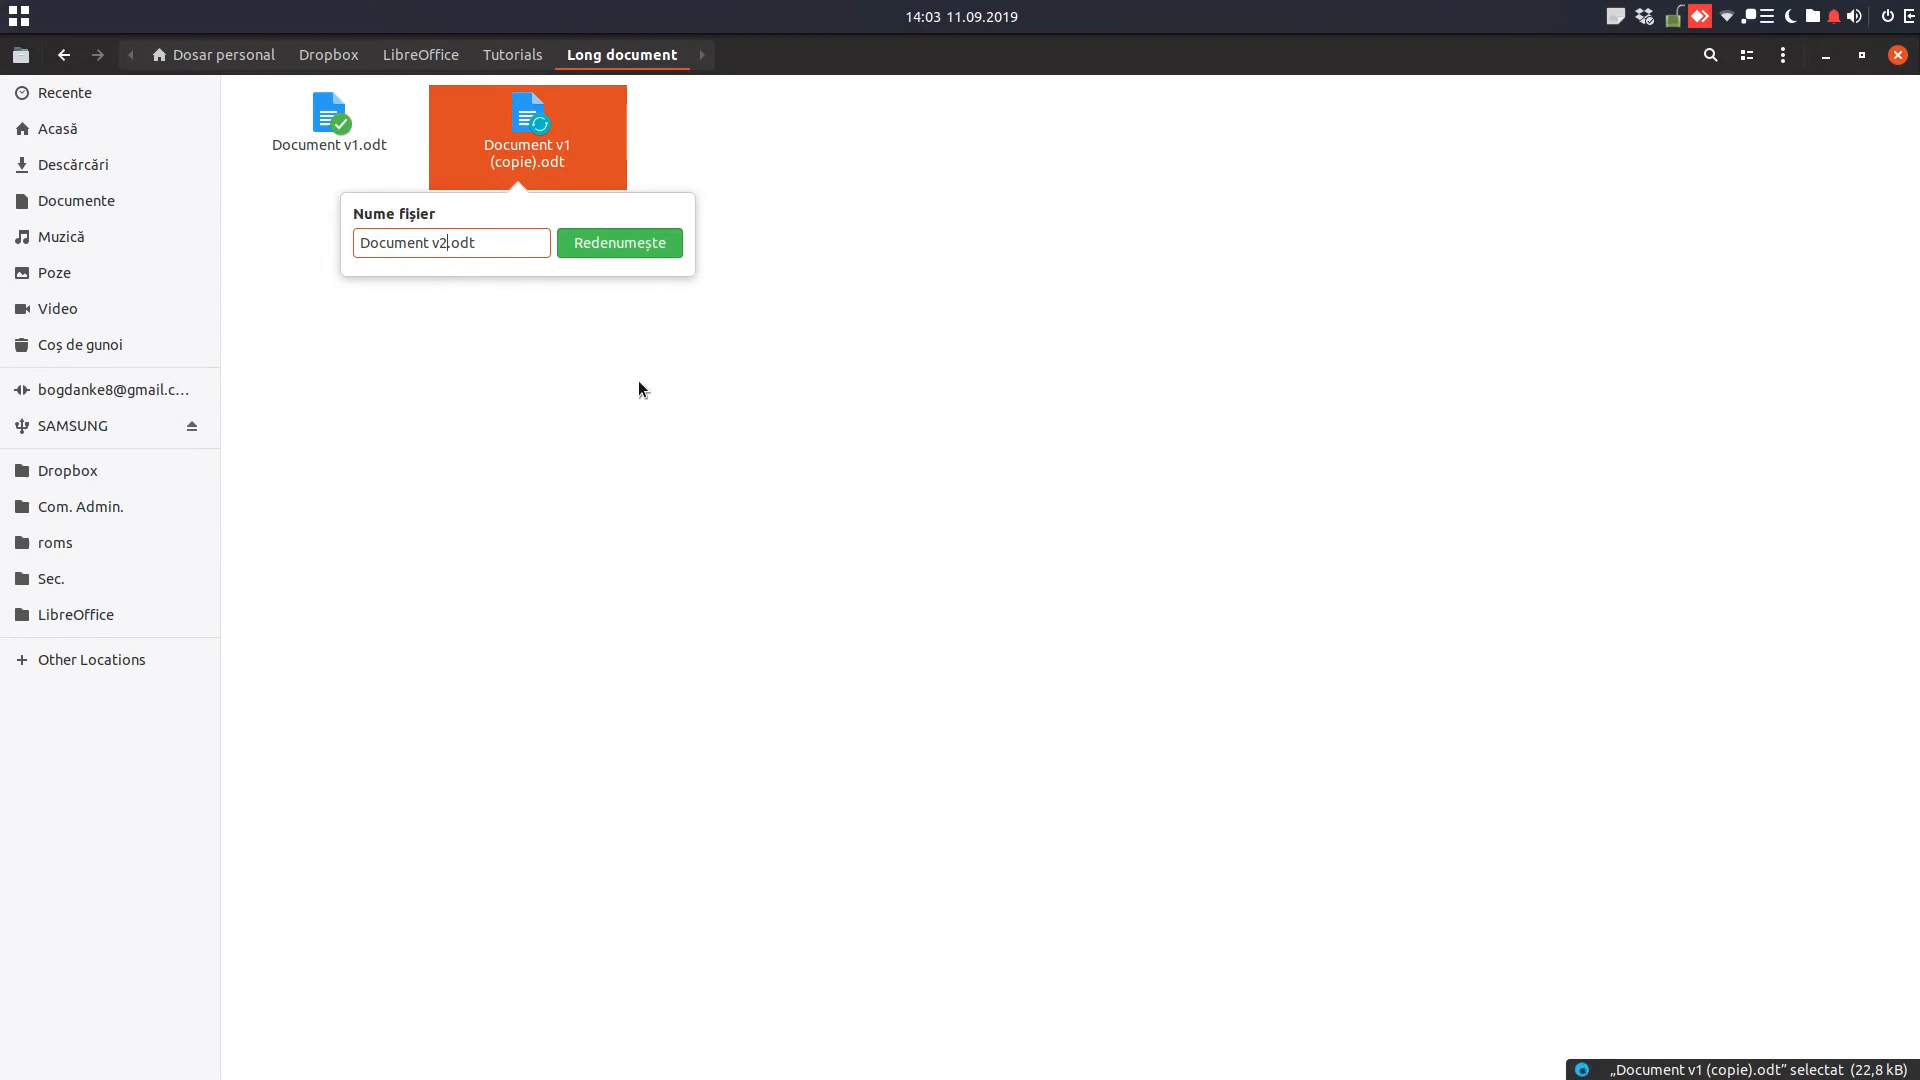 14:03 11.09.2019
Dosar personal
Dropbox
LibreOffice
Tutorials
Long document
Recente
Acasă
Descărcări
Documente
Muzică
Poze
Video
Coș de gunoi
bogdanke8@gmail.c...
SAMSUNG
Dropbox
Com. Admin.
roms
Sec.
LibreOffice
Other Locations
Document v1.odt
Document v1
(copie).odt
Nume fișier
Document v2.odt
Redenumește
„Document v1 (copie).odt” selectat (22,8 kB)